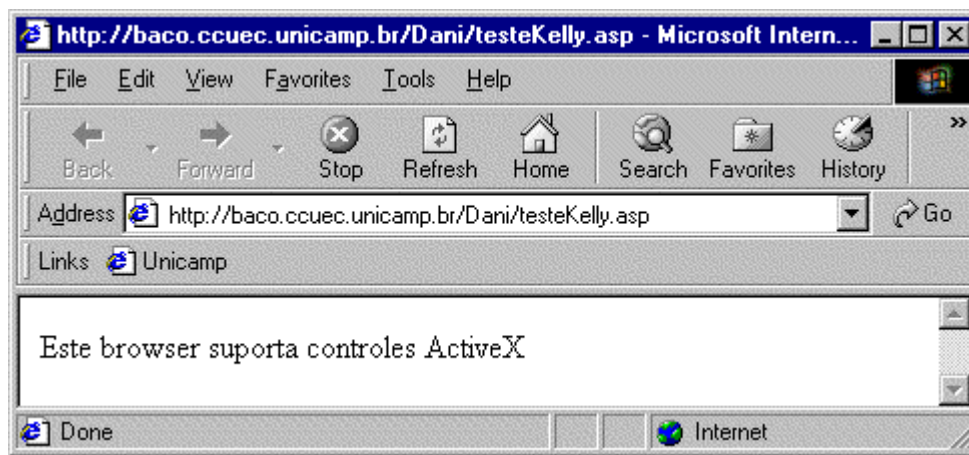 http://baco.ccuec.unicamp.br/Dani/testeKelly.asp - Microsoft Intern...
File Edit View Favorites Tools Help
Back Forward Stop Refresh Home Search Favorites History »
Address http://baco.ccuec.unicamp.br/Dani/testeKelly.asp Go
Links Unicamp
Este browser suporta controles ActiveX
Done Internet